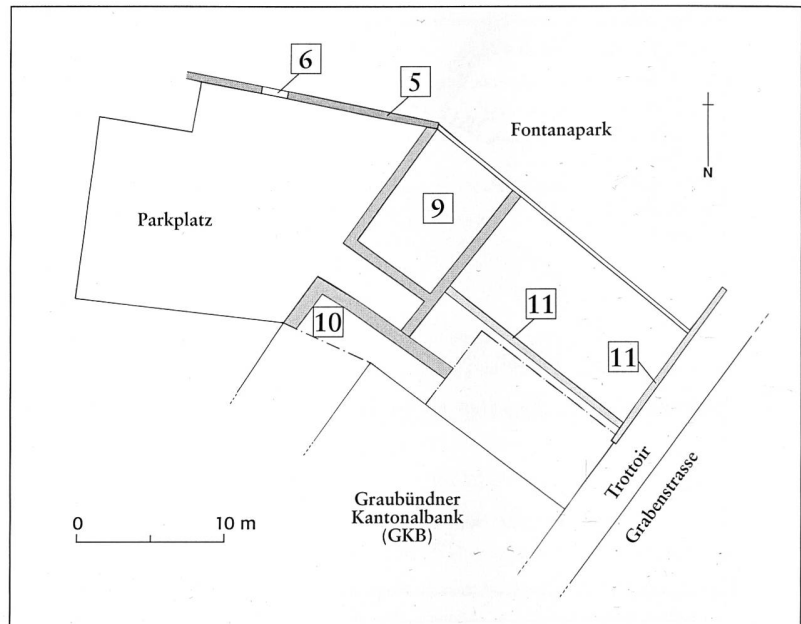 6
5
Fontanapark
N
9
Parkplatz
11
10
11
Trottoir
Grabenstrasse
Graubündner
Kantonalbank
(GKB)
0 10 m